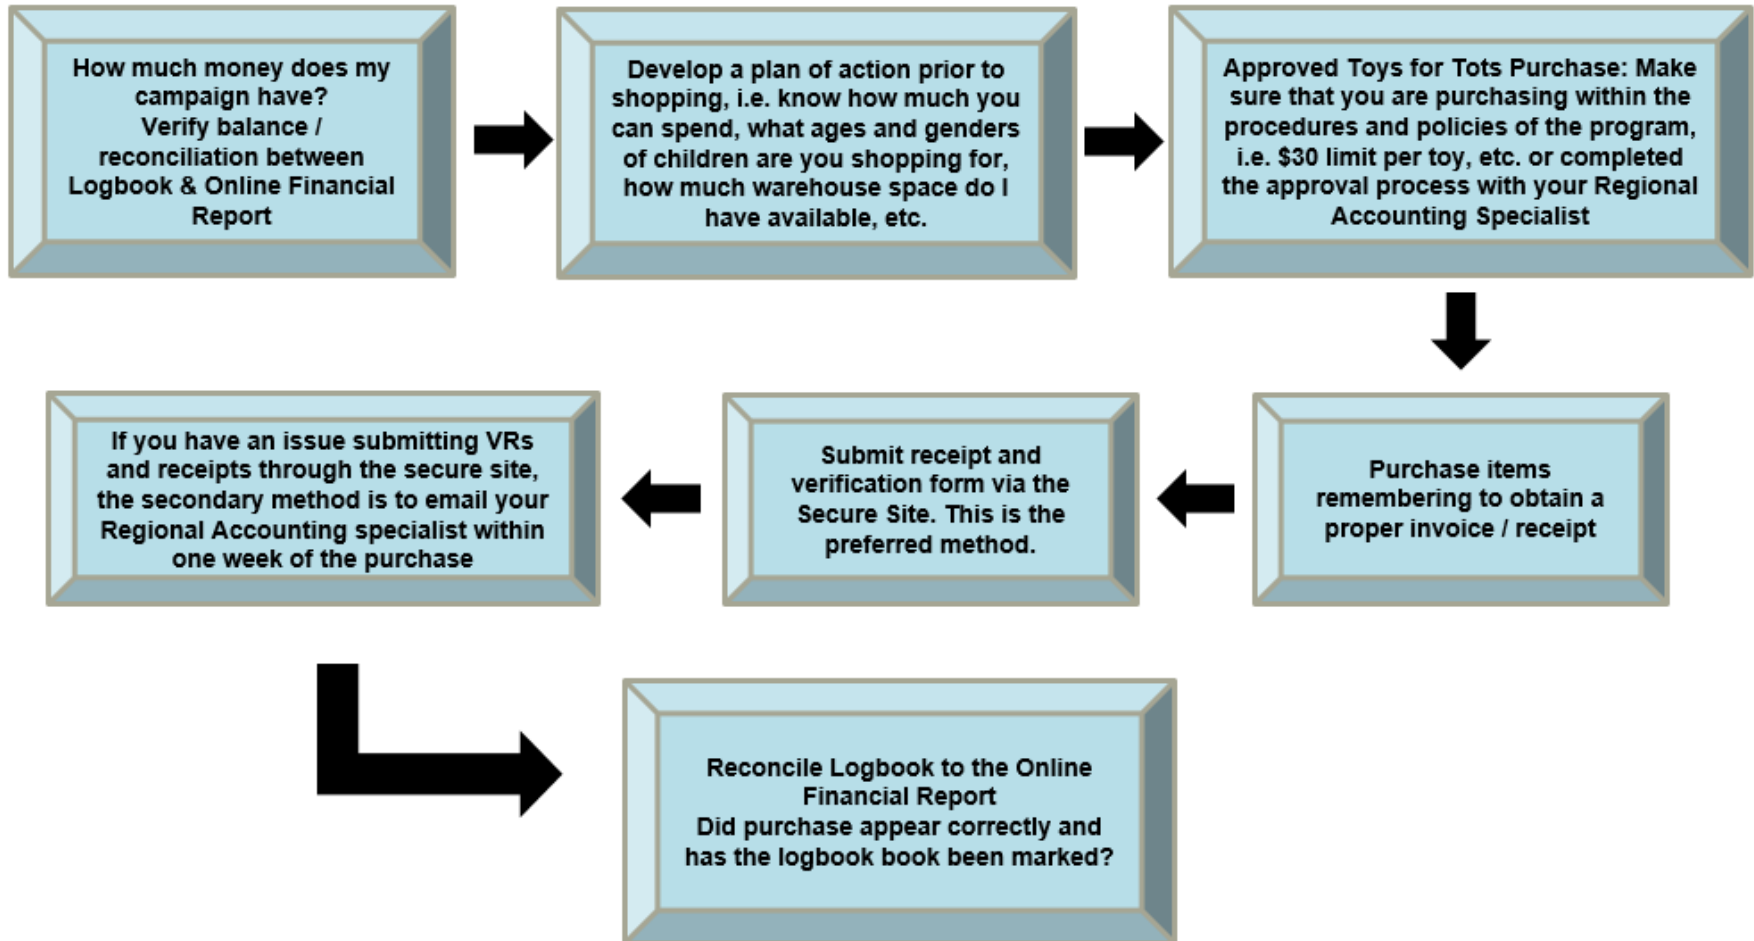 How much money does my
campaign have?
Verify balance /
reconciliation between
Logbook & Online Financial
Report
Develop a plan of action prior to
shopping, i.e. know how much you
can spend, what ages and genders
of children are you shopping for,
how much warehouse space do I
have available, etc.
Approved Toys for Tots Purchase: Make
sure that you are purchasing within the
procedures and policies of the program,
i.e. $30 limit per toy, etc. or completed
the approval process with your Regional
Accounting Specialist
Purchase items
remembering to obtain a
proper invoice / receipt
Submit receipt and
verification form via the
Secure Site. This is the
preferred method.
If you have an issue submitting VRs
and receipts through the secure site,
the secondary method is to email your
Regional Accounting specialist within
one week of the purchase
Reconcile Logbook to the Online
Financial Report
Did purchase appear correctly and
has the logbook book been marked?